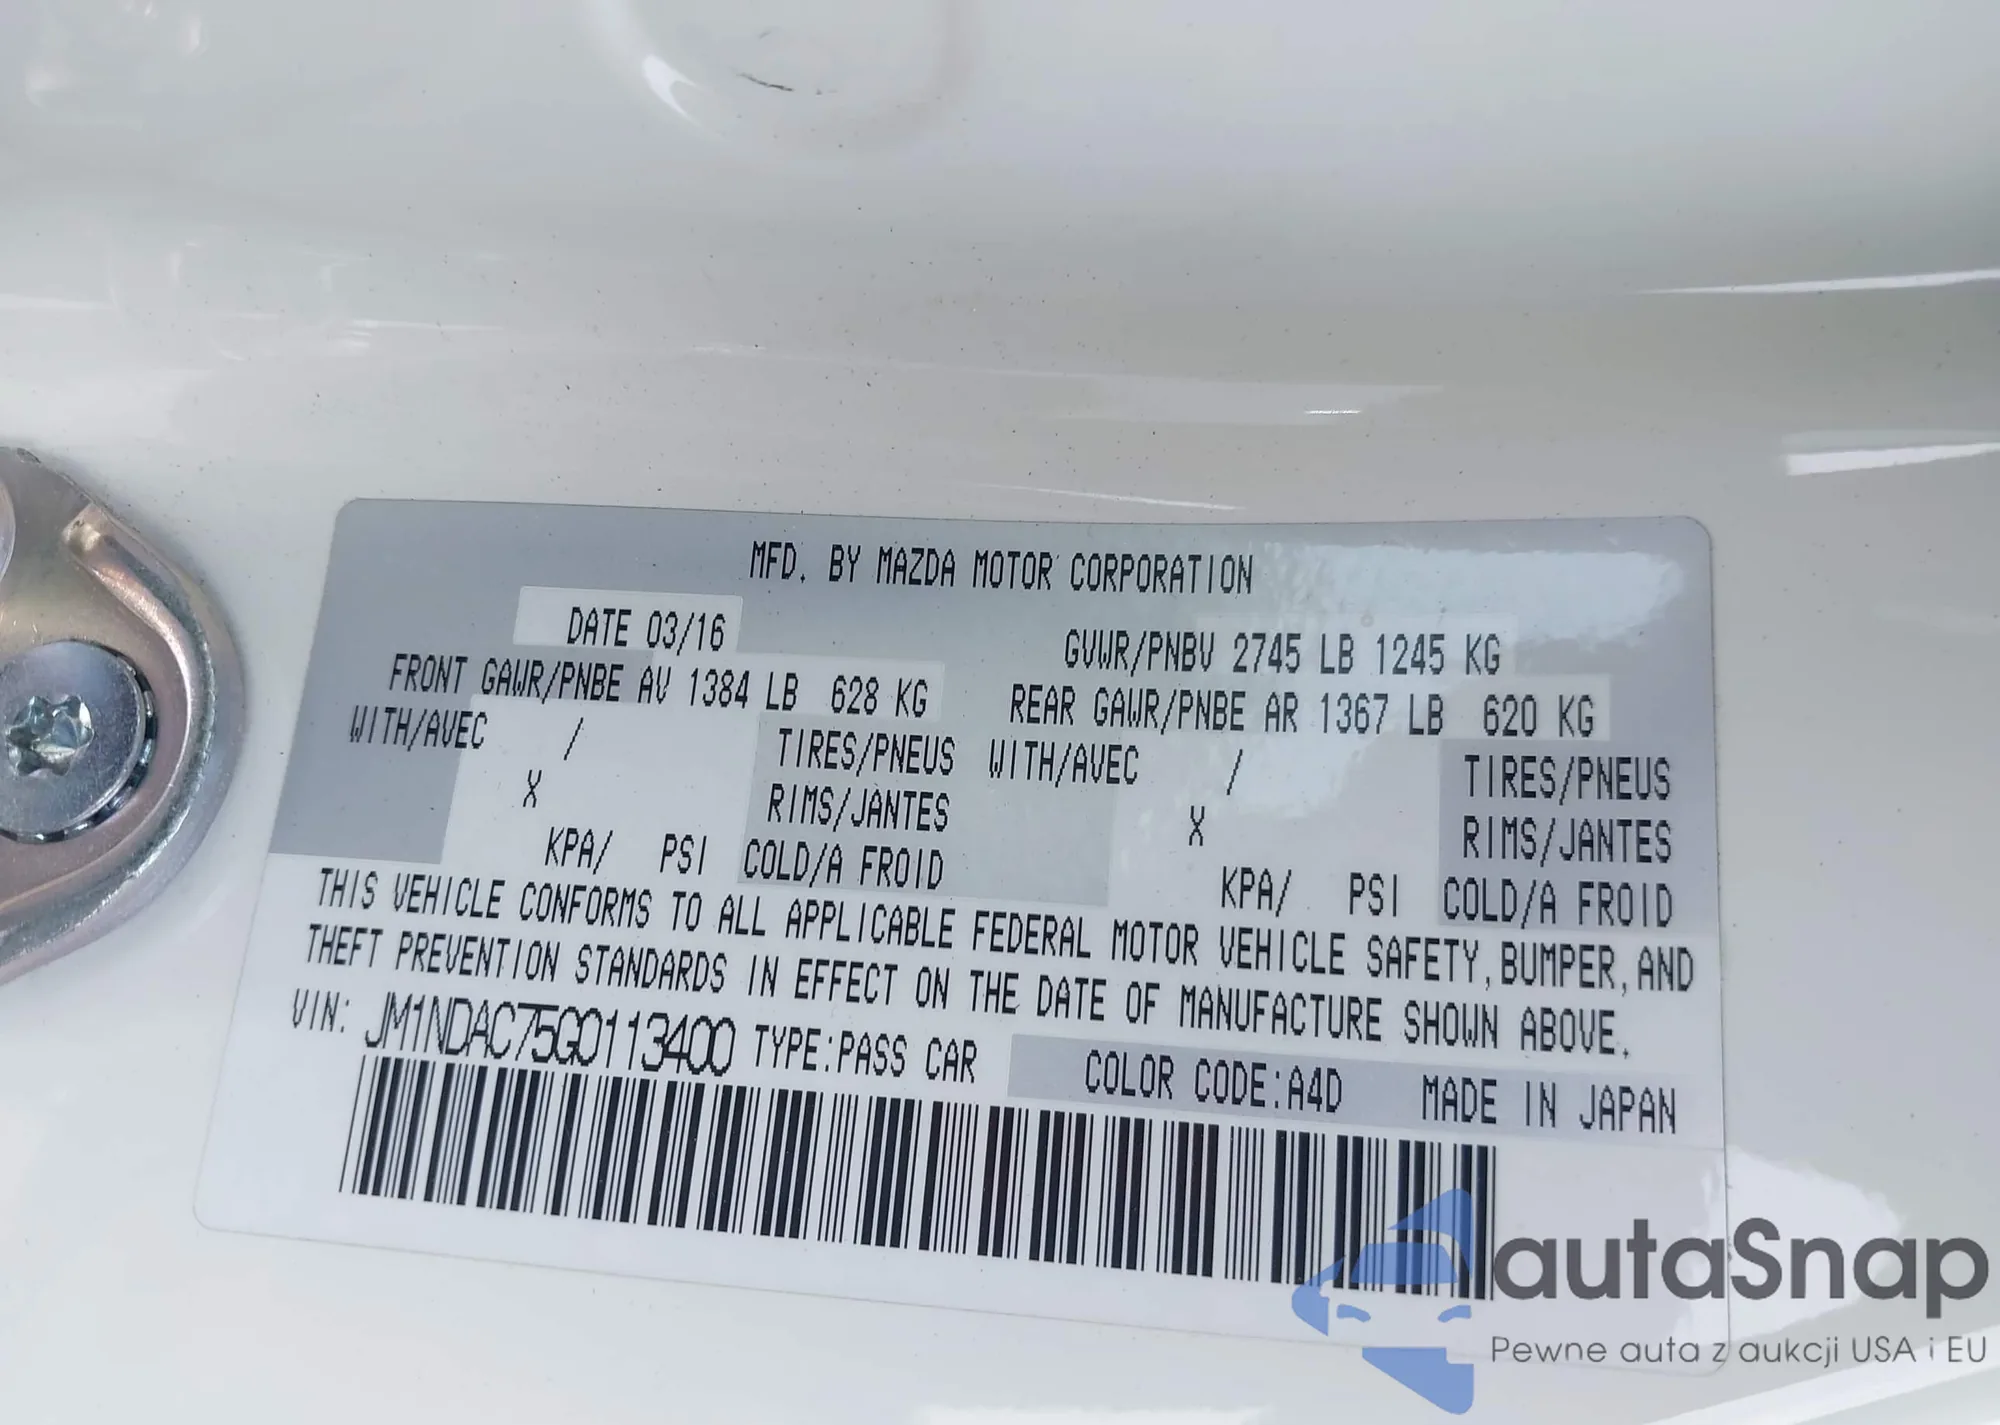 MFD. BY MAZDA MOTOR CORPORATION
DATE 03/16 GVWR/PNBV 2745 LB 1245 KG
FRONT GAWR/PNBE AV 1384 LB 628 KG REAR GAWR/PNBE AR 1367 LB 620 KG
WITH/AVEC / TIRES/PNEUS WITH/AVEC / TIRES/PNEUS
X RIMS/JANTES X RIMS/JANTES
KPA/ PSI COLD/A FROID KPA/ PSI COLD/A FROID
THIS VEHICLE CONFORMS TO ALL APPLICABLE FEDERAL MOTOR VEHICLE SAFETY, BUMPER, AND
THEFT PREVENTION STANDARDS IN EFFECT ON THE DATE OF MANUFACTURE SHOWN ABOVE.
VIN: JM1NDAC75G0113400 TYPE:PASS CAR COLOR CODE:A4D MADE IN JAPAN
autaSnap
Pewne auta z aukcji USA i EU